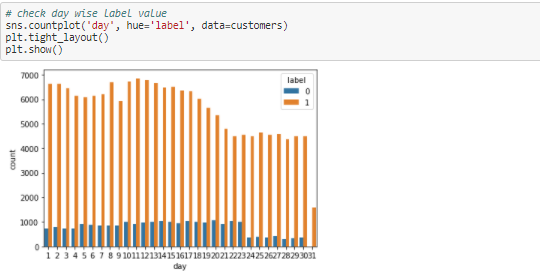 # check day wise label value
sns.countplot('day', hue='label', data=customers)
plt.tight_layout()
plt.show()
7000
6000
5000
4000
3000
2000
1000
0
count
label
0
1
1 2 3 4 5 6 7 8 9 10 11 12 13 14 15 16 17 18 19 20 21 22 23 24 25 26 27 28 29 30 31
day